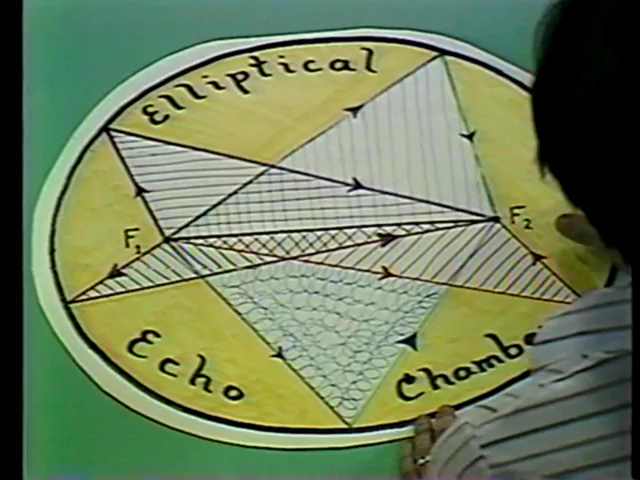 Elliptical
F₁
F₂
Echo
Chambe